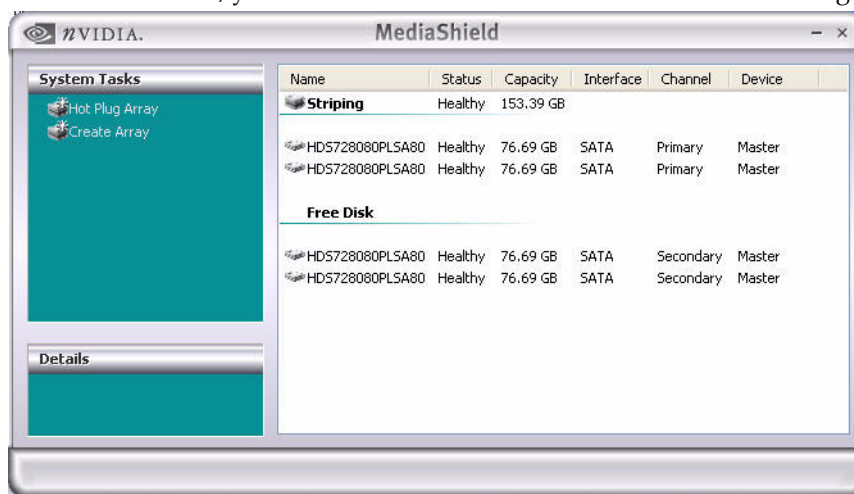 nVIDIA. MediaShield
System Tasks
Hot Plug Array
Create Array
Details
Name Status Capacity Interface Channel Device
Striping Healthy 153.39 GB
HDS728080PLSA80 Healthy 76.69 GB SATA Primary Master
HDS728080PLSA80 Healthy 76.69 GB SATA Primary Master
Free Disk
HDS728080PLSA80 Healthy 76.69 GB SATA Secondary Master
HDS728080PLSA80 Healthy 76.69 GB SATA Secondary Master